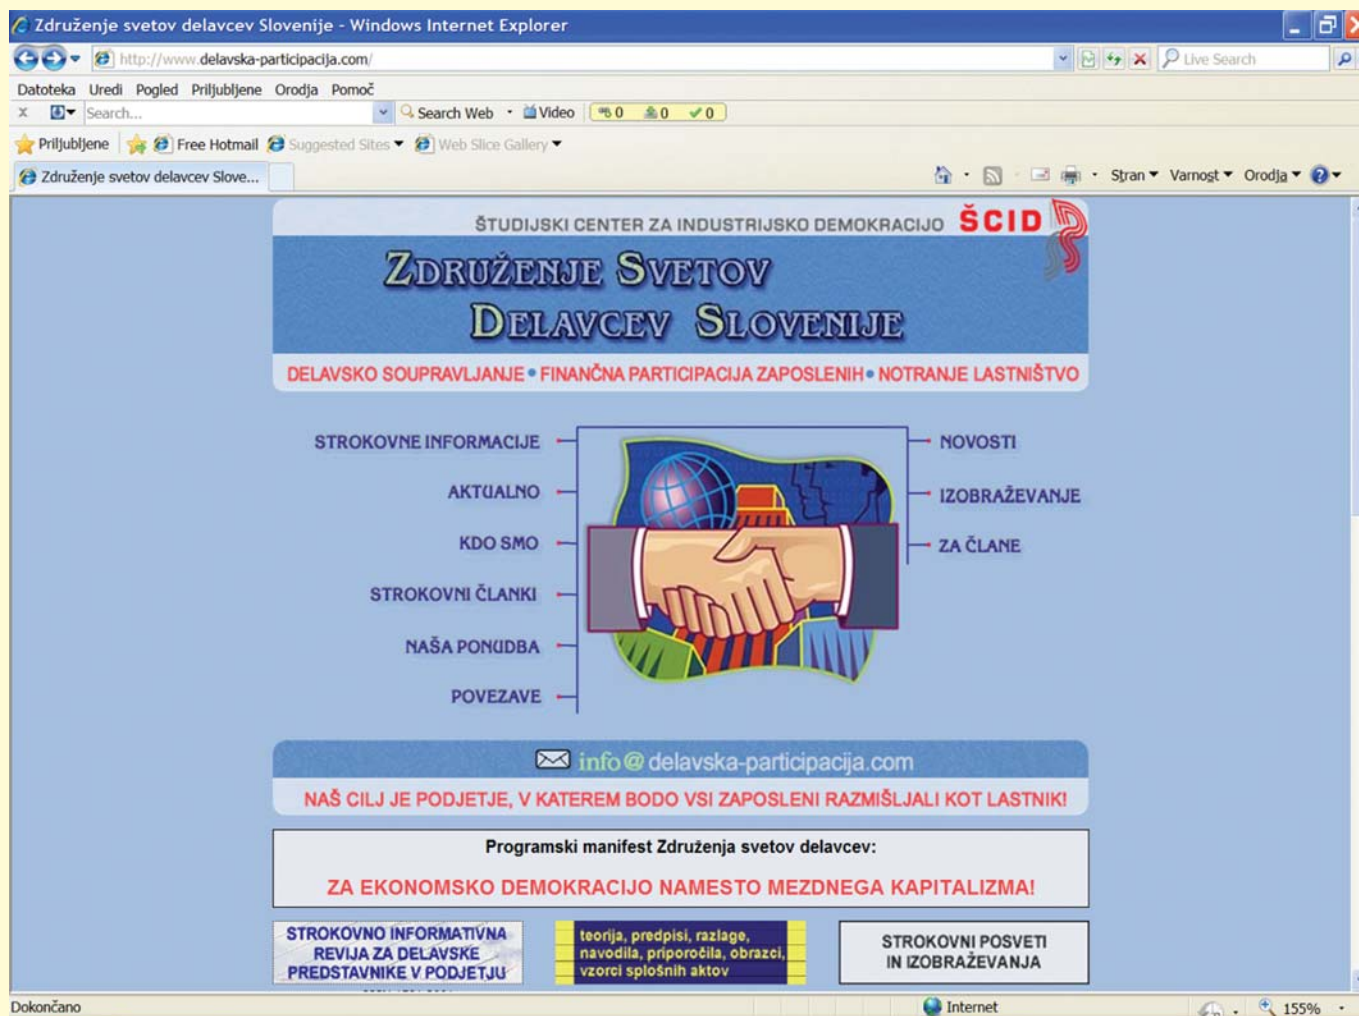 Združenje svetov delavcev Slovenije - Windows Internet Explorer
http://www.delavska-participacija.com/
Live Search
Datoteka Uredi Pogled Priljubljene Orodja Pomoč
x Search... Search Web Video 0 0 0
Priljubljene Free Hotmail Suggested Sites Web Slice Gallery
Združenje svetov delavcev Slove...
Stran Varnost Orodja
ŠTUDIJSKI CENTER ZA INDUSTRIJSKO DEMOKRACIJO ŠCID
ZDRUŽENJE SVETOV
DELAVCEV SLOVENIJE
DELAVSKO SOUPRAVLJANJE • FINANČNA PARTICIPACIJA ZAPOSLENIH • NOTRANJE LASTNIŠTVO
STROKOVNE INFORMACIJE
AKTUALNO
KDO SMO
STROKOVNI ČLANKI
NAŠA PONUDBA
POVEZAVE
NOVOSTI
IZOBRAŽEVANJE
ZA ČLANE
info@delavska-participacija.com
NAŠ CILJ JE PODJETJE, V KATEREM BODO VSI ZAPOSLENI RAZMIŠLJALI KOT LASTNIKI!
Programski manifest Združenja svetov delavcev:
ZA EKONOMSKO DEMOKRACIJO NAMESTO MEZDNEGA KAPITALIZMA!
STROKOVNO INFORMATIVNA
REVIJA ZA DELAVSKE
PREDSTAVNIKE V PODJETJU
teorija, predpisi, razlage,
navodila, priporočila, obrazci,
vzorci splošnih aktov
STROKOVNI POSVETI
IN IZOBRAŽEVANJA
Dokončano Internet 155%